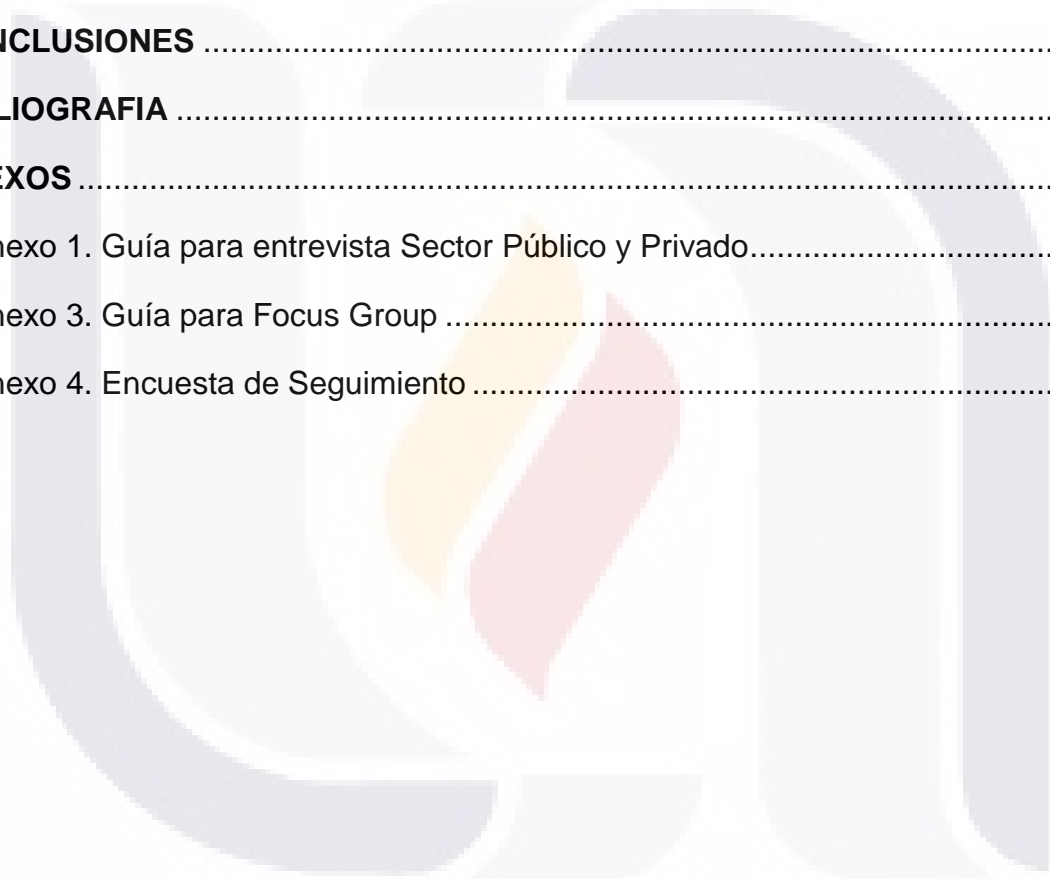 NCLUSIONES ........................................................................................................
LIOGRAFIA ...........................................................................................................
EXOS .....................................................................................................................
nexo 1. Guía para entrevista Sector Público y Privado........................................
nexo 3. Guía para Focus Group ...........................................................................
nexo 4. Encuesta de Seguimiento ........................................................................